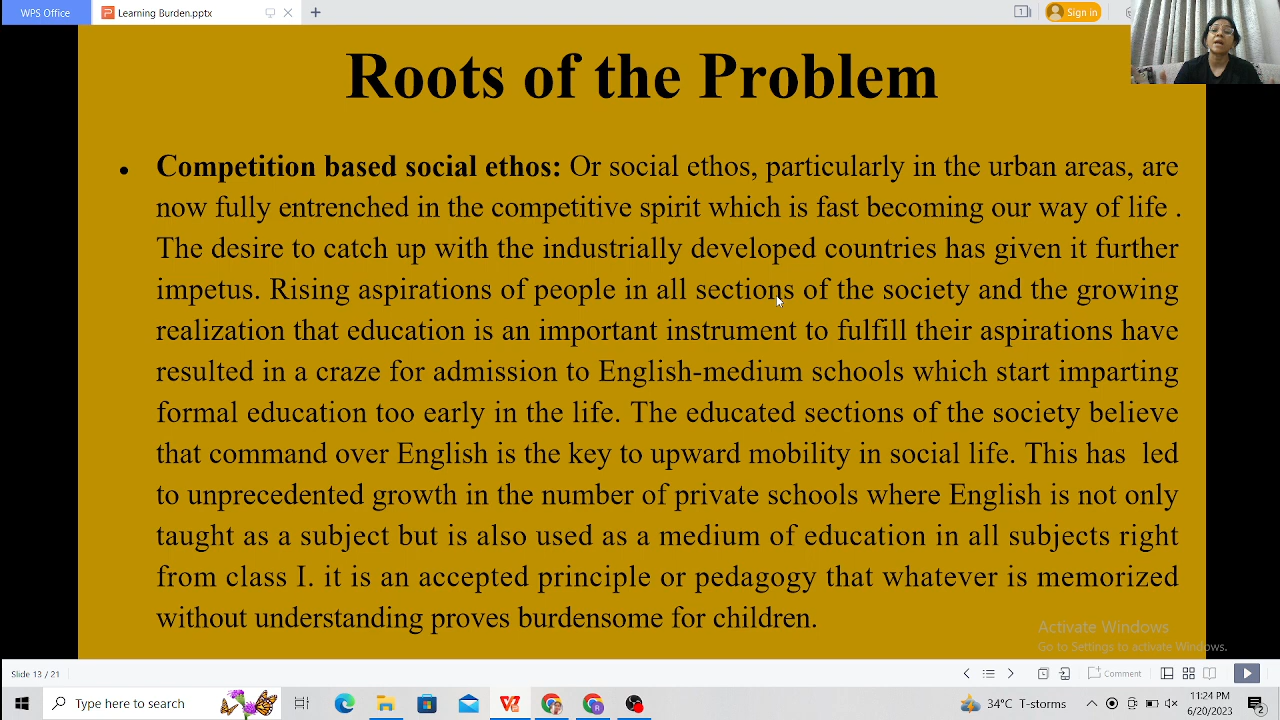 WPS Office
Learning Burden.pptx
+
1
Sign in
Roots of the Problem
• Competition based social ethos: Or social ethos, particularly in the urban areas, are
now fully entrenched in the competitive spirit which is fast becoming our way of life .
The desire to catch up with the industrially developed countries has given it further
impetus. Rising aspirations of people in all sections of the society and the growing
realization that education is an important instrument to fulfill their aspirations have
resulted in a craze for admission to English-medium schools which start imparting
formal education too early in the life. The educated sections of the society believe
that command over English is the key to upward mobility in social life. This has led
to unprecedented growth in the number of private schools where English is not only
taught as a subject but is also used as a medium of education in all subjects right
from class I. it is an accepted principle or pedagogy that whatever is memorized
without understanding proves burdensome for children.
Activate Windows
Go to Settings to activate Windows.
Slide 13 / 21
Comment
Type here to search
34°C T-storms
11:24 PM
6/20/2023
2